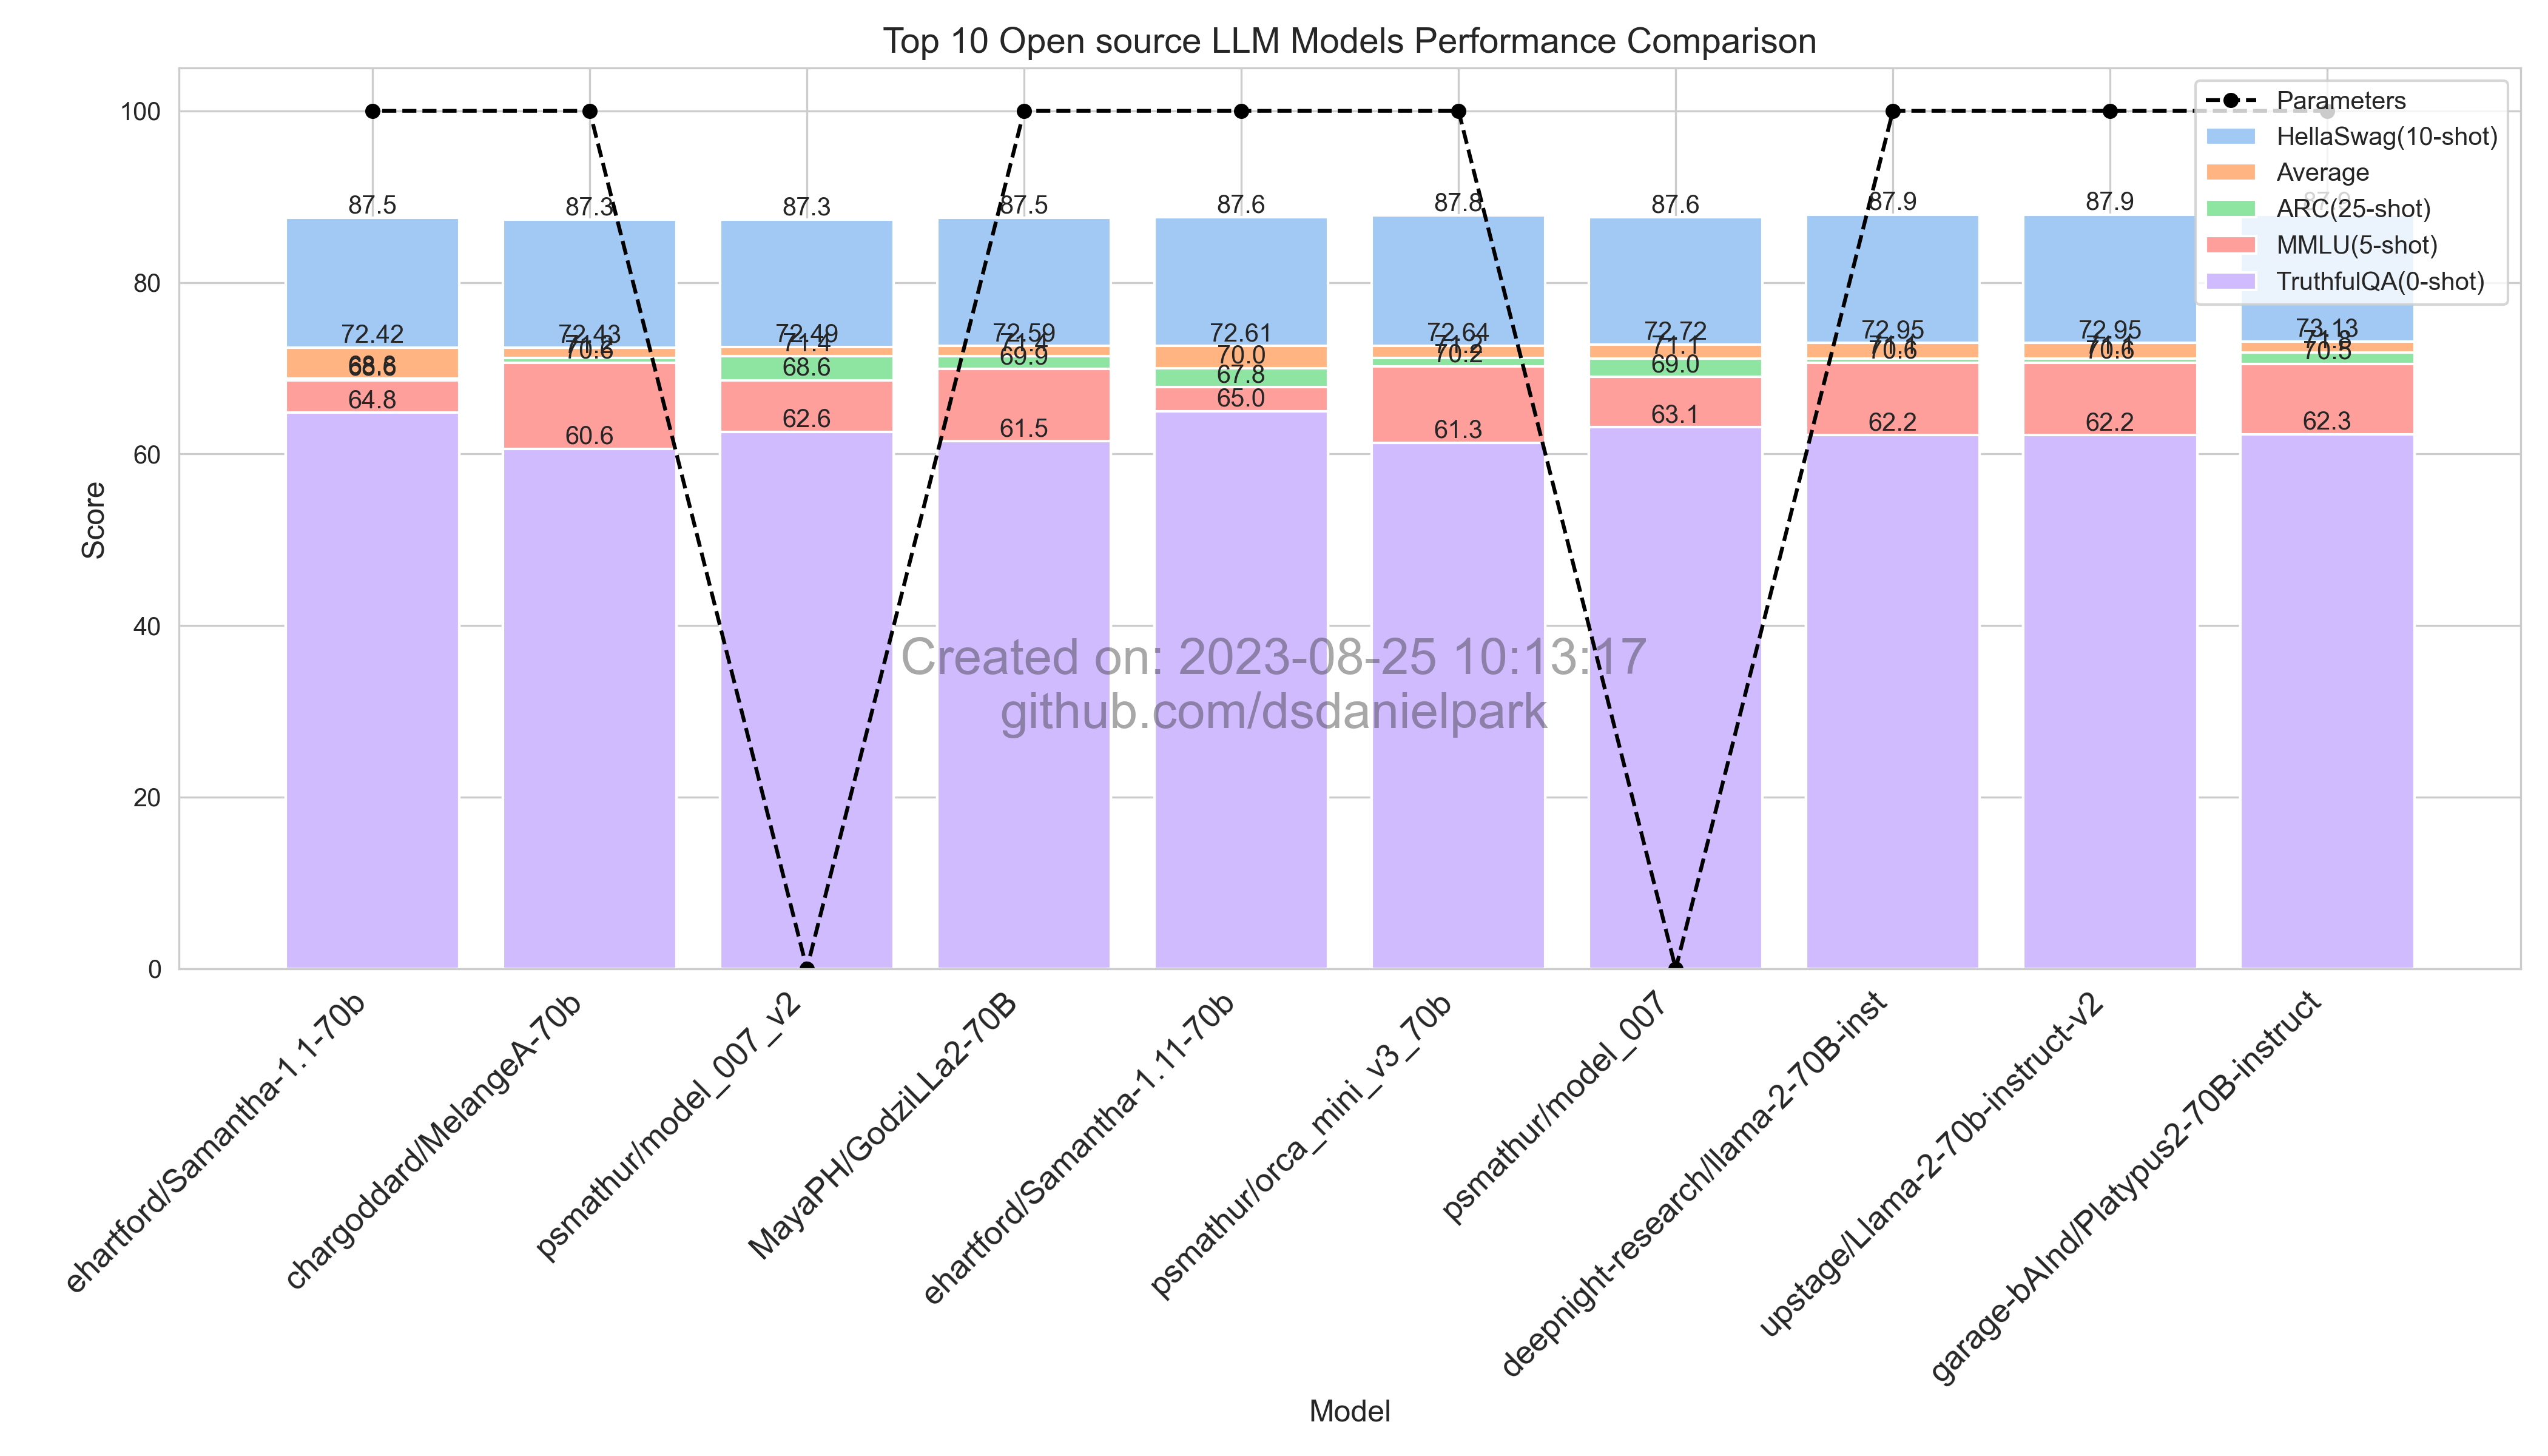 Top 10 Open source LLM Models Performance Comparison
Parameters
HellaSwag(10-shot)
Average
ARC(25-shot)
MMLU(5-shot)
TruthfulQA(0-shot)
Score
100
80
60
40
20
0
87.5
87.3
87.3
87.5
87.6
87.8
87.6
87.9
87.9
72.42
72.43
72.49
72.59
72.61
72.64
72.72
72.95
72.95
73.13
70.6
71.4
71.4
70.0
70.2
71.1
70.6
70.6
70.5
68.6
68.6
69.9
67.8
69.0
64.8
60.6
62.6
61.5
65.0
61.3
63.1
62.2
62.2
62.3
Created on: 2023-08-25 10:13:17
github.com/dsdanielpark
ehartford/Samantha-1.1-70b
chargoddard/MelangeA-70b
psmathur/model_007_v2
MayaPH/GodziLLa2-70B
ehartford/Samantha-1.11-70b
psmathur/orca_mini_v3_70b
psmathur/model_007
deepnight-research/llama-2-70B-inst
upstage/Llama-2-70b-instruct-v2
garage-bAInd/Platypus2-70B-instruct
Model